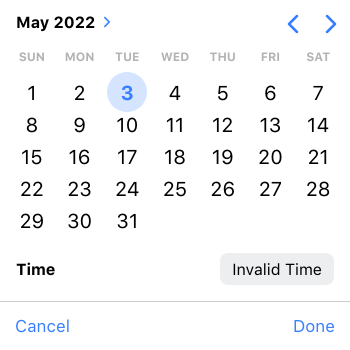 May 2022
SUN MON TUE WED THU FRI SAT
1 2 3 4 5 6 7
8 9 10 11 12 13 14
15 16 17 18 19 20 21
22 23 24 25 26 27 28
29 30 31
Time Invalid Time
Cancel Done